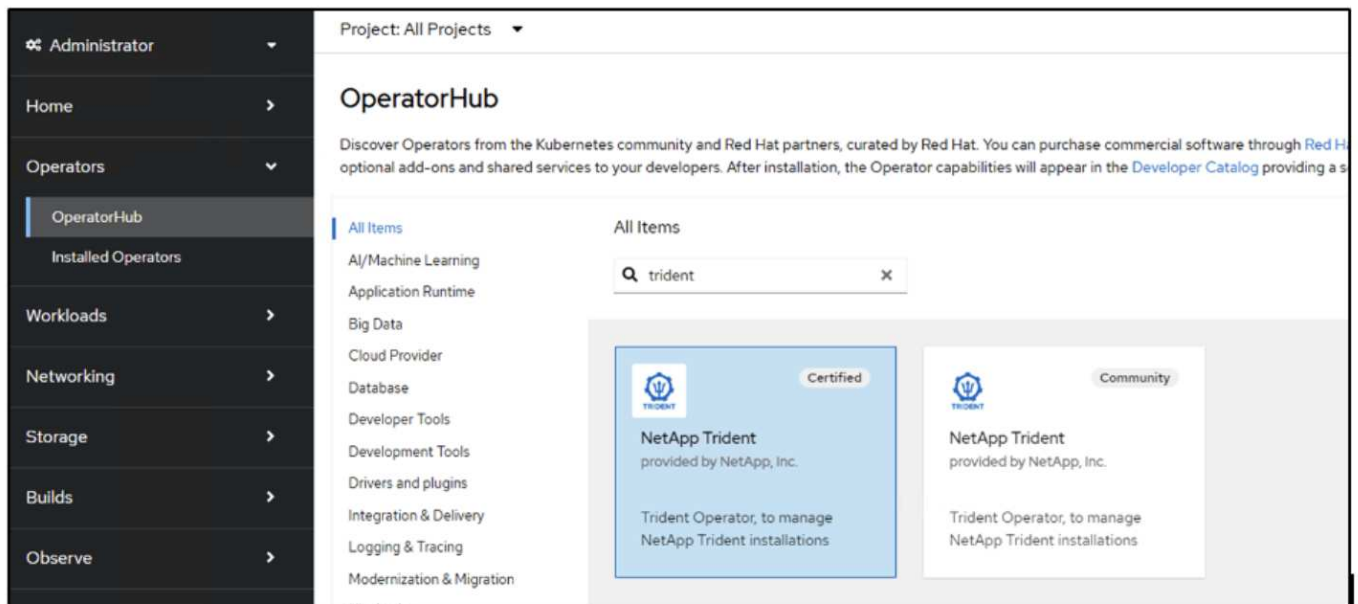 Administrator
Home
Operators
OperatorHub
Installed Operators
Workloads
Networking
Storage
Builds
Observe
Project: All Projects
OperatorHub
Discover Operators from the Kubernetes community and Red Hat partners, curated by Red Hat. You can purchase commercial software through Red
optional add-ons and shared services to your developers. After installation, the Operator capabilities will appear in the Developer Catalog providing a
All Items
AI/Machine Learning
Application Runtime
Big Data
Cloud Provider
Database
Developer Tools
Development Tools
Drivers and plugins
Integration & Delivery
Logging & Tracing
Modernization & Migration
All Items
trident
TRIDENT
Certified
NetApp Trident
provided by NetApp, Inc.
Trident Operator, to manage
NetApp Trident installations
TRIDENT
Community
NetApp Trident
provided by NetApp, Inc.
Trident Operator, to manage
NetApp Trident installations